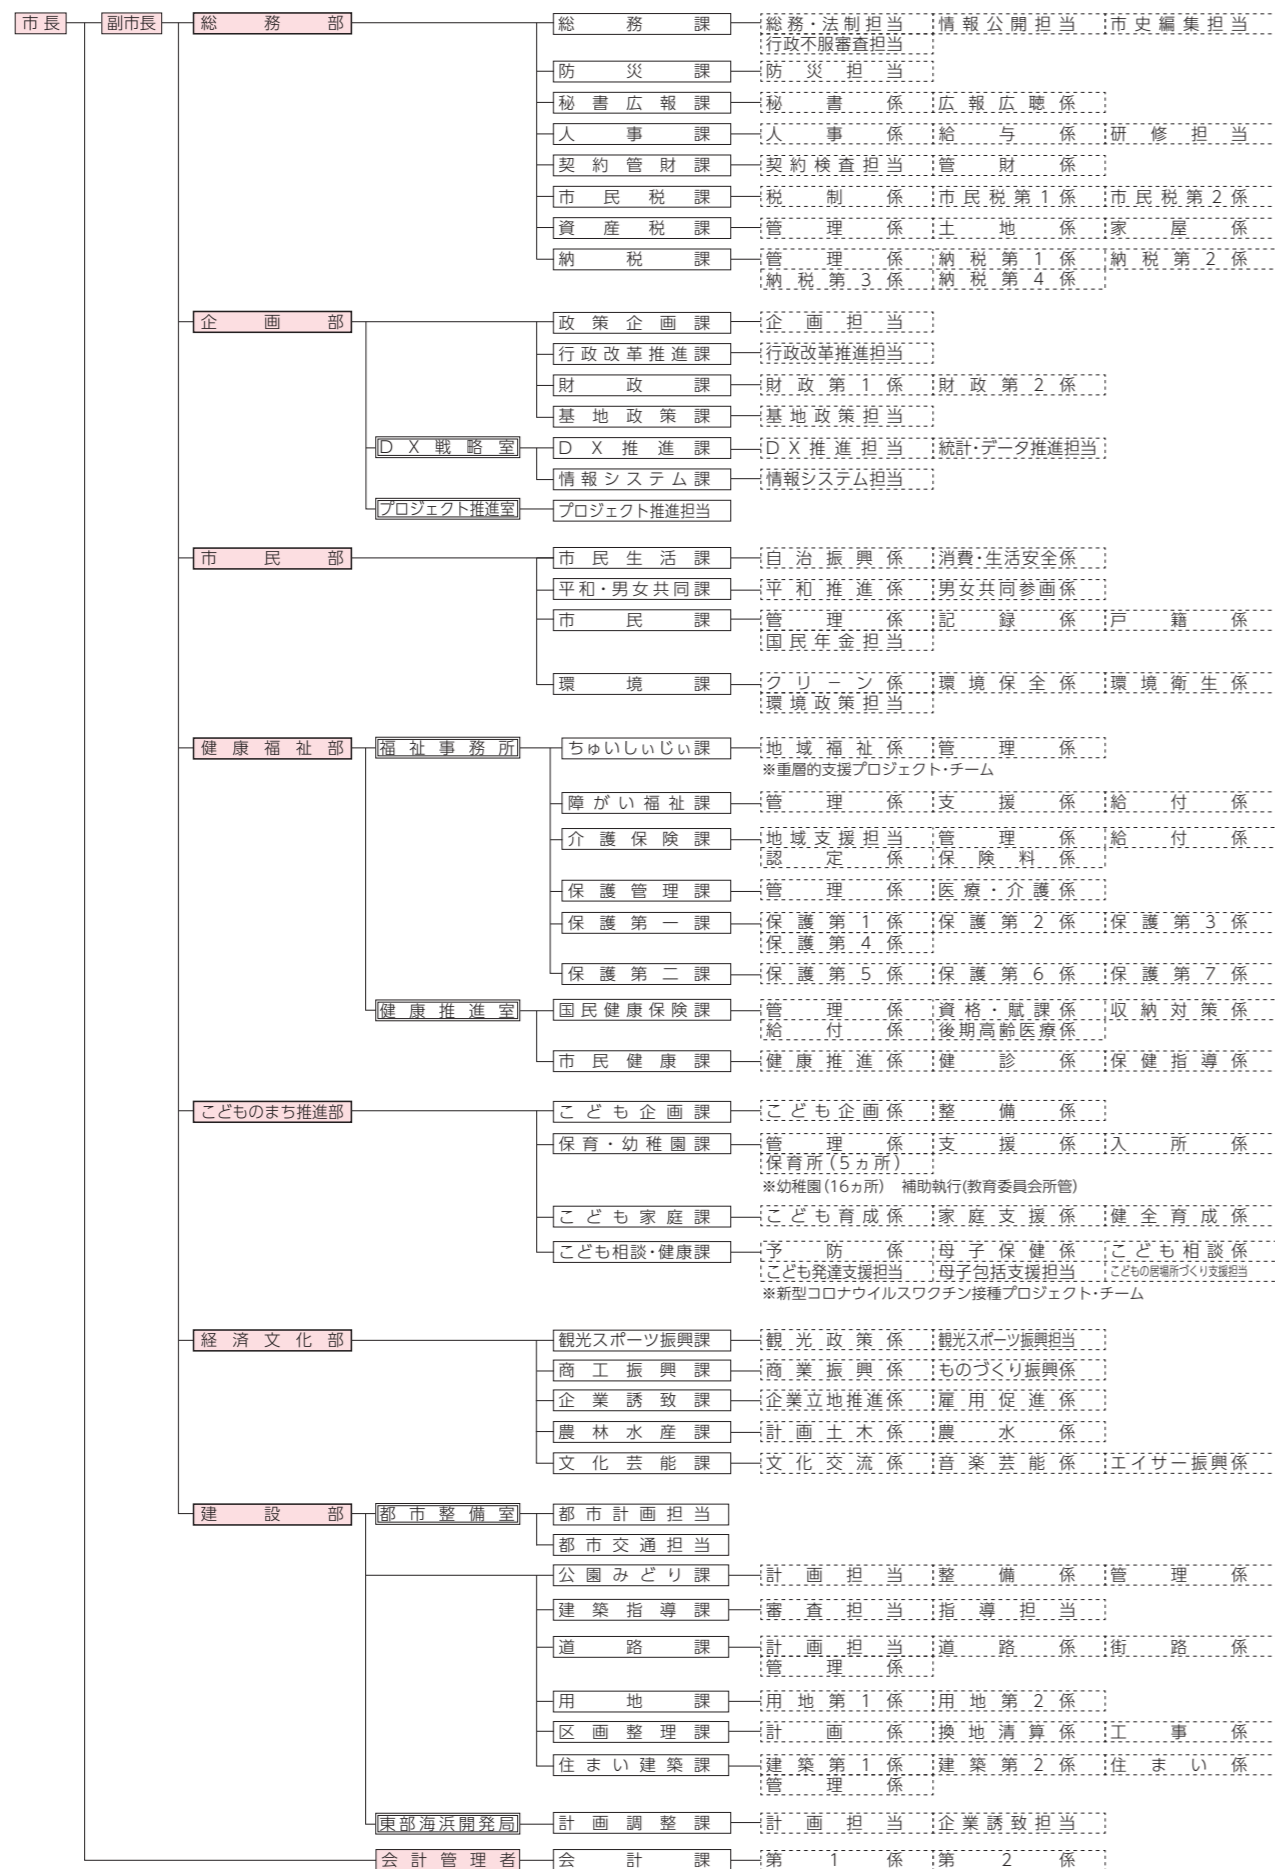 市長 副市長 総務部 総務課 総務・法制担当 情報公開担当 市史編集担当
行政不服審査担当
防災課 防災担当
秘書広報課 秘書係 広報広聴係
人事課 人事係 給与係 研修担当
契約管財課 契約検査担当 管財係
市民税課 税制係 市民税第1係 市民税第2係
資産税課 管理係 土地係 家屋係
納税課 管理係 納税第1係 納税第2係
納税第3係 納税第4係
企画部 政策企画課 企画担当
行政改革推進課 行政改革推進担当
財政課 財政第1係 財政第2係
基地政策課 基地政策担当
DX戦略室 DX推進課 DX推進担当 統計・データ推進担当
情報システム課 情報システム担当
プロジェクト推進室 プロジェクト推進担当
市民部 市民生活課 自治振興係 消費・生活安全係
平和・男女共同課 平和推進係 男女共同参画係
市民課 管理係 記録係 戸籍係
国民年金担当
環境課 クリーン係 環境保全係 環境衛生係
環境政策担当
健康福祉部 福祉事務所 ちゅいしぃじぃ課 地域福祉係 管理係
※重層的支援プロジェクト・チーム
障がい福祉課 管理係 支援係 給付係
介護保険課 地域支援担当 管理係 給付係
認定係 保険料係
保護管理課 管理係 医療・介護係
保護第一課 保護第1係 保護第2係 保護第3係
保護第4係
保護第二課 保護第5係 保護第6係 保護第7係
健康推進室 国民健康保険課 管理係 資格・賦課係 収納対策係
給付係 後期高齢医療係
市民健康課 健康推進係 健診係 保健指導係
こどものまち推進部 こども企画課 こども企画係 整備係
保育・幼稚園課 管理係 支援係 入所係
保育所(5ヵ所)
※幼稚園(16ヵ所) 補助執行(教育委員会所管)
こども家庭課 こども育成係 家庭支援係 健全育成係
こども相談・健康課 予防係 母子保健係 こども相談係
こども発達支援担当 母子包括支援担当 こどもの居場所づくり支援担当
※新型コロナウイルスワクチン接種プロジェクト・チーム
経済文化部 観光スポーツ振興課 観光政策係 観光スポーツ振興担当
商工振興課 商業振興係 ものづくり振興係
企業誘致課 企業立地推進係 雇用促進係
農林水産課 計画土木係 農水係
文化芸能課 文化交流係 音楽芸能係 エイサー振興係
建設部 都市整備室 都市計画担当
都市交通担当
公園みどり課 計画担当 整備係 管理係
建築指導課 審査担当 指導担当
道路課 計画担当 道路係 街路係
管理係
用地課 用地第1係 用地第2係
区画整理課 計画係 換地清算係 工事係
住まい建築課 建築第1係 建築第2係 住まい係
管理係
東部海浜開発局 計画調整課 計画担当 企業誘致担当
会計管理者 会計課 第1係 第2係